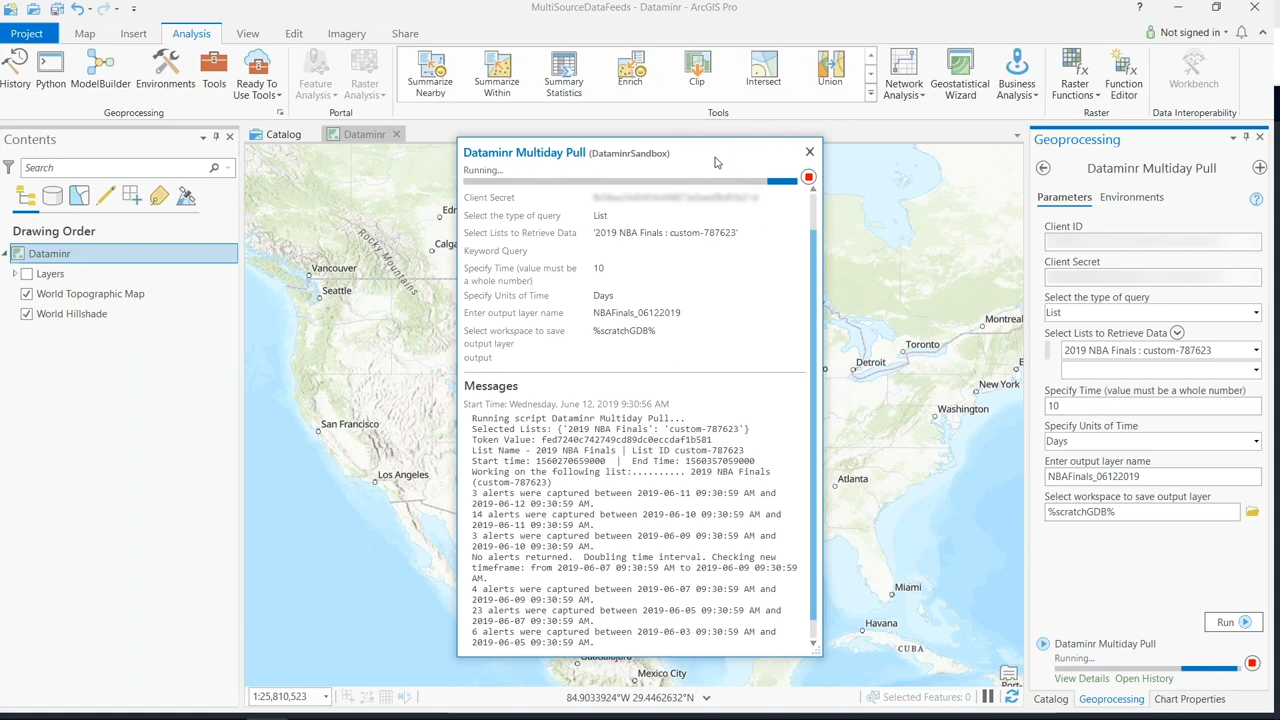 MultiSourceDataFeeds - Dataminr - ArcGIS Pro
?
Project Map Insert Analysis View Edit Imagery Share
Not signed in
History Python ModelBuilder Environments Tools Ready To Use Tools
Feature Analysis Raster Analysis
Summarize Nearby Summarize Within Summary Statistics Enrich Clip Intersect Union
Network Analysis Geostatistical Wizard Business Analysis
Raster Functions Function Editor
Workbench
Geoprocessing Portal Tools Raster Data Interoperability
Contents
Search
Drawing Order
Dataminr
Layers
World Topographic Map
World Hillshade
Catalog Dataminr
Rocky Mountains
Vancouver
Seattle
San Francisco
Los Angeles
Montreal
Toronto
Detroit
New York
Washington
Atlanta
Miami
Havana
CUBA
Mexico City
Dataminr Multiday Pull (DataminrSandbox)
Running...
Client Secret
Select the type of query List
Select Lists to Retrieve Data '2019 NBA Finals : custom-787623'
Keyword Query
Specify Time (value must be a whole number) 10
Specify Units of Time Days
Enter output layer name NBAFinals_06122019
Select workspace to save output layer %scratchGDB%
output
Messages
Start Time: Wednesday, June 12, 2019 9:30:56 AM
Running script Dataminr Multiday Pull...
Selected Lists: {'2019 NBA Finals': 'custom-787623'}
Token Value: fed7240c742749cd89dc0eccdaf1b581
List Name - 2019 NBA Finals | List ID custom-787623
Start time: 1560270659000 | End Time: 1560357059000
Working on the following list:.......... 2019 NBA Finals
(custom-787623)
3 alerts were captured between 2019-06-11 09:30:59 AM and
2019-06-12 09:30:59 AM.
14 alerts were captured between 2019-06-10 09:30:59 AM and
2019-06-11 09:30:59 AM.
3 alerts were captured between 2019-06-09 09:30:59 AM and
2019-06-10 09:30:59 AM.
No alerts returned. Doubling time interval. Checking new
timeframe: from 2019-06-07 09:30:59 AM to 2019-06-09 09:30:59
AM.
4 alerts were captured between 2019-06-07 09:30:59 AM and
2019-06-09 09:30:59 AM.
23 alerts were captured between 2019-06-05 09:30:59 AM and
2019-06-07 09:30:59 AM.
6 alerts were captured between 2019-06-03 09:30:59 AM and
2019-06-05 09:30:59 AM.
1:25,810,523
84.9033924°W 29.4462632°N
Selected Features: 0
Geoprocessing
Dataminr Multiday Pull
Parameters Environments
?
Client ID
Client Secret
Select the type of query
List
Select Lists to Retrieve Data
2019 NBA Finals : custom-787623
Specify Time (value must be a whole number)
10
Specify Units of Time
Days
Enter output layer name
NBAFinals_06122019
Select workspace to save output layer
%scratchGDB%
Run
Dataminr Multiday Pull
Running...
View Details Open History
Catalog Geoprocessing Chart Properties